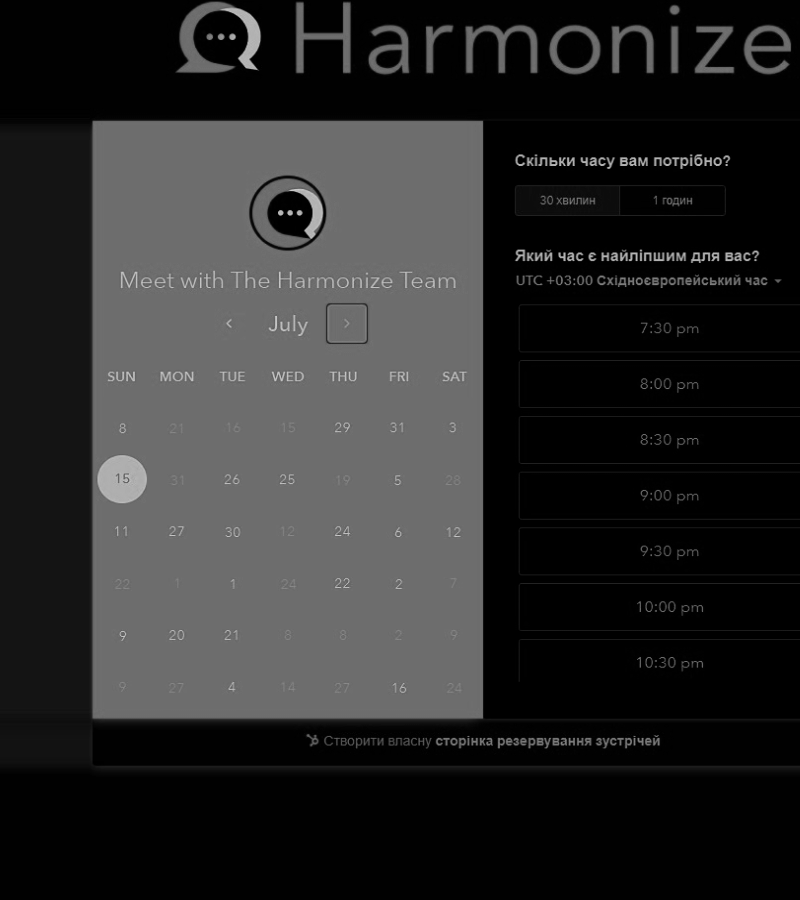 Harmonize
Meet with The Harmonize Team
July
SUN MON TUE WED THU FRI SAT
8 21 16 15 29 31 3
15 31 26 25 19 5 28
11 27 30 12 24 6 12
22 1 1 24 22 2 7
9 20 21 8 8 2 9
9 27 4 14 27 16 24
Скільки часу вам потрібно?
30 хвилин 1 годин
Який час є найліпшим для вас?
UTC +03:00 Східноєвропейський час
7:30 pm
8:00 pm
8:30 pm
9:00 pm
9:30 pm
10:00 pm
10:30 pm
Створити власну сторінка резервування зустрічей